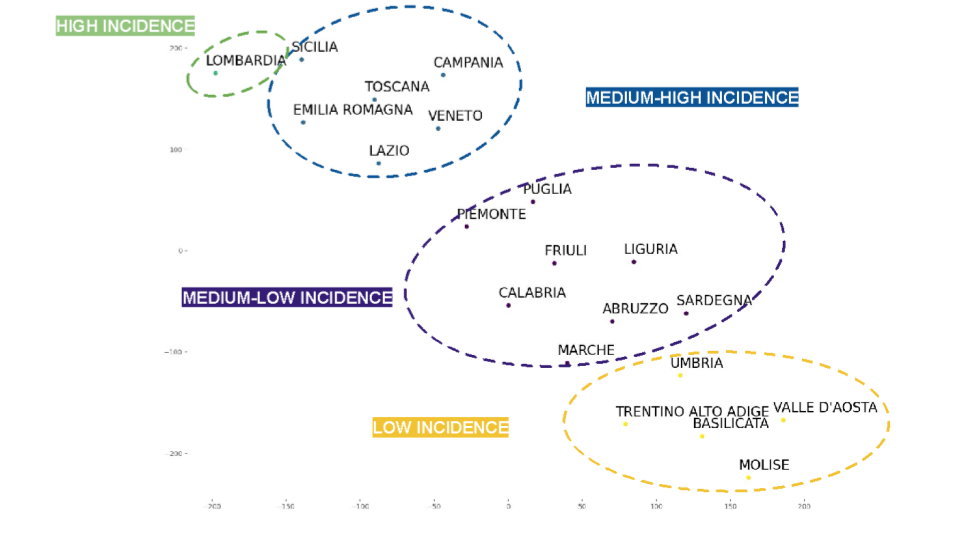 HIGH INCIDENCE
SICILIA
200
LOMBARDIA
CAMPANIA
TOSCANA
MEDIUM-HIGH INCIDENCE
EMILIA ROMAGNA
VENETO
100
LAZIO
PUGLIA
PIEMONTE
0
FRIULI
LIGURIA
MEDIUM-LOW INCIDENCE
CALABRIA
SARDEGNA
ABRUZZO
−100
MARCHE
UMBRIA
TRENTINO ALTO ADIGE
VALLE D'AOSTA
BASILICATA
LOW INCIDENCE
−200
MOLISE
−200 −150 −100 −50 0 50 100 150 200